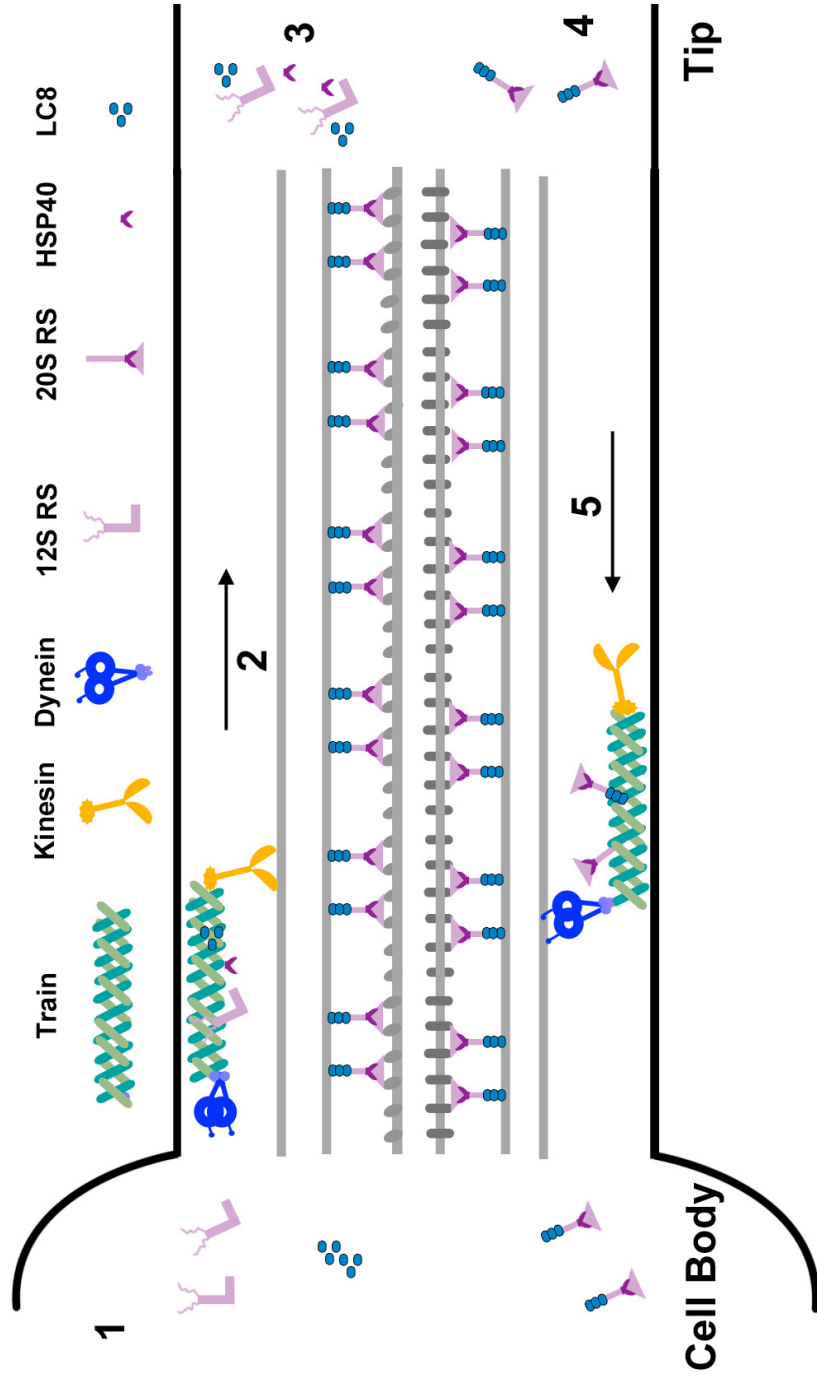 Train
Kinesin
Dynein
12S RS
20S RS
HSP40
LC8
1
2
3
4
5
Cell Body
Tip